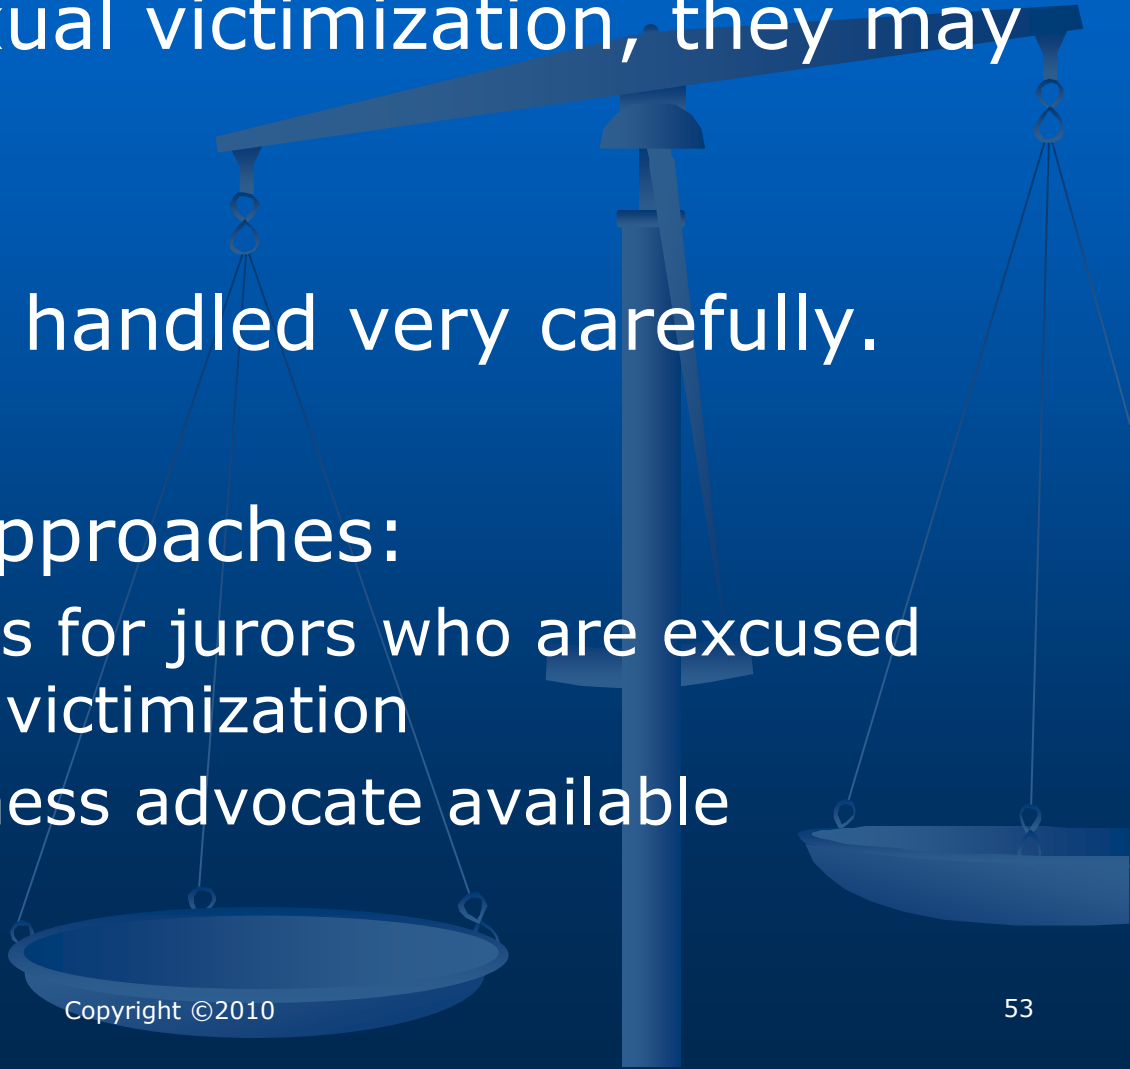 xual victimization, they may
handled very carefully.
pproaches:
s for jurors who are excused
victimization
ness advocate available
Copyright ©2010
53